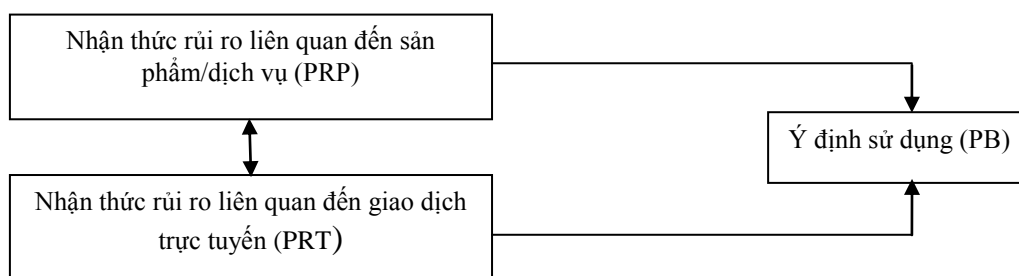 Nhận thức rủi ro liên quan đến sản
phẩm/dịch vụ (PRP)
Ý định sử dụng (PB)
Nhận thức rủi ro liên quan đến giao dịch
trực tuyến (PRT)